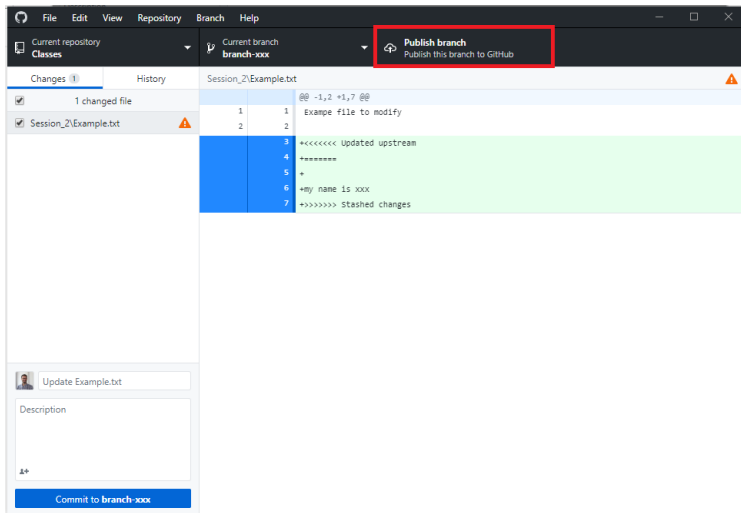 File Edit View Repository Branch Help
Current repository
Classes
Current branch
branch-xxx
Publish branch
Publish this branch to GitHub
Changes 1 History
Session_2\Example.txt
1 changed file
Session_2\Example.txt
@@ -1,2 +1,7 @@
1 1 Exampe file to modify
2 2
3 +<<<<<<< Updated upstream
4 +=======
5 +
6 +my name is xxx
7 +>>>>>>> Stashed changes
Update Example.txt
Description
Commit to branch-xxx